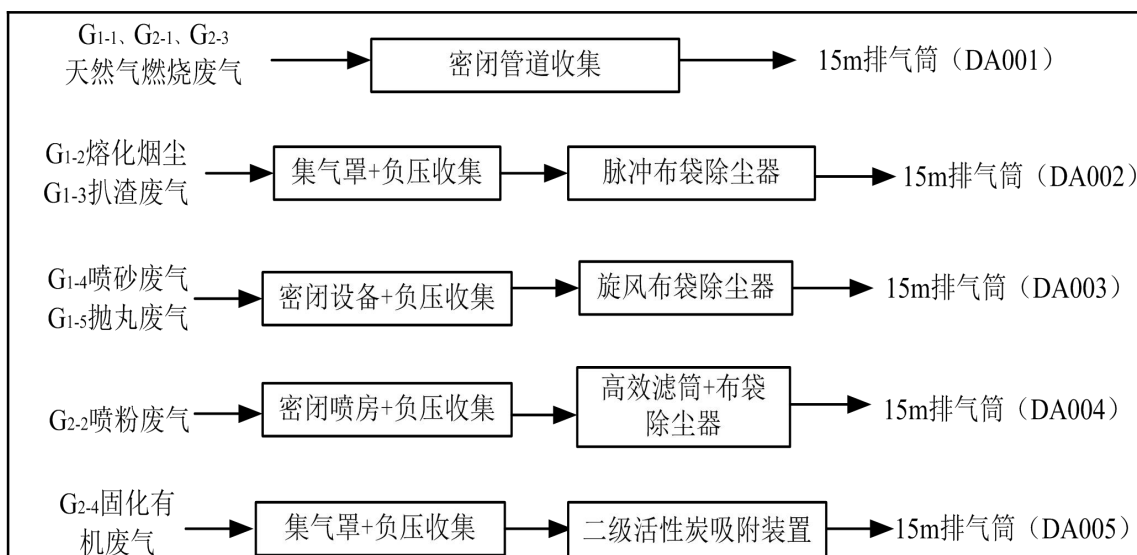 G1-1、G2-1、G2-3
天然气燃烧废气
密闭管道收集
15m排气筒（DA001）
G1-2熔化烟尘
G1-3扒渣废气
集气罩+负压收集
脉冲布袋除尘器
15m排气筒（DA002）
G1-4喷砂废气
G1-5抛丸废气
密闭设备+负压收集
旋风布袋除尘器
15m排气筒（DA003）
G2-2喷粉废气
密闭喷房+负压收集
高效滤筒+布袋
除尘器
15m排气筒（DA004）
G2-4固化有
机废气
集气罩+负压收集
二级活性炭吸附装置
15m排气筒（DA005）